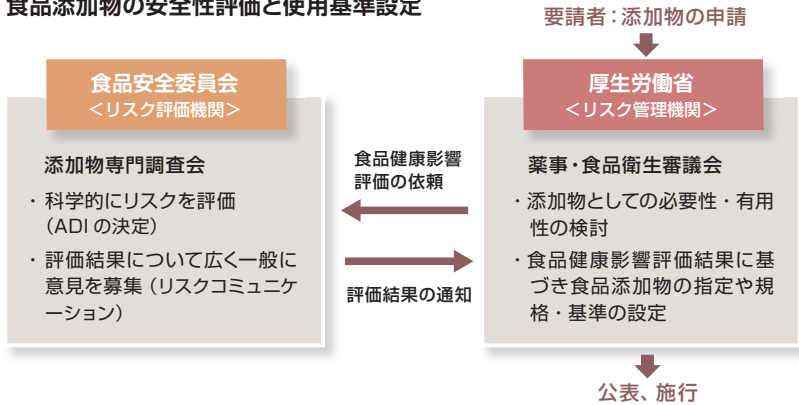 食品添加物の安全性評価と使用基準設定
要請者：添加物の申請
食品安全委員会
＜リスク評価機関＞
添加物専門調査会
・科学的にリスクを評価
（ADIの決定）
・評価結果について広く一般に
意見を募集（リスクコミュニケ
ーション）
食品健康影響
評価の依頼
評価結果の通知
厚生労働省
＜リスク管理機関＞
薬事・食品衛生審議会
・添加物としての必要性・有用
性の検討
・食品健康影響評価結果に基
づき食品添加物の指定や規
格・基準の設定
公表、施行